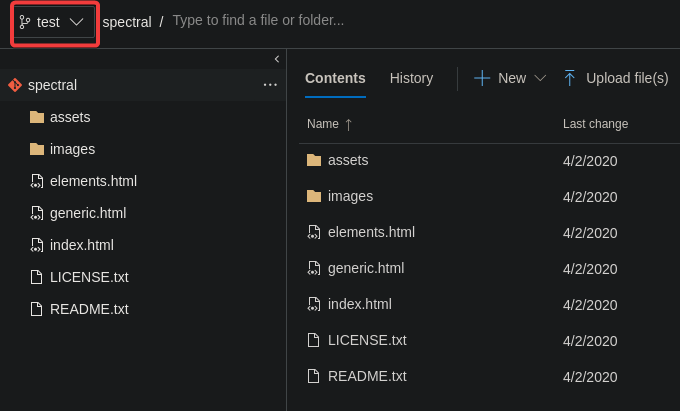 test spectral / Type to find a file or folder...
spectral
assets
images
elements.html
generic.html
index.html
LICENSE.txt
README.txt
Contents History New Upload file(s)
Name ↑ Last change
assets 4/2/2020
images 4/2/2020
elements.html 4/2/2020
generic.html 4/2/2020
index.html 4/2/2020
LICENSE.txt 4/2/2020
README.txt 4/2/2020